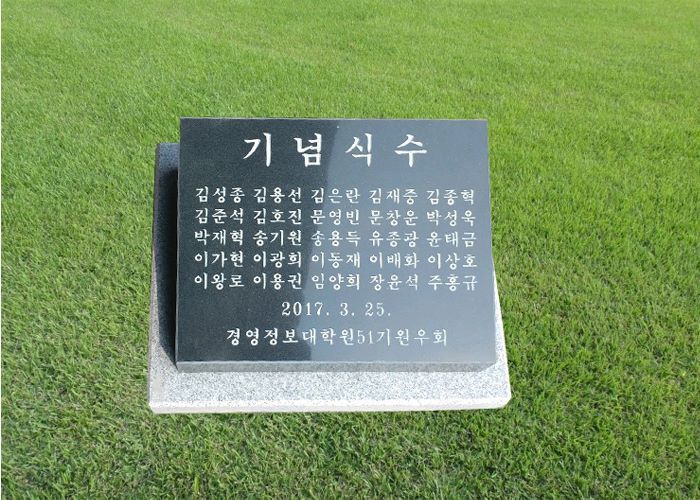 기념식수
김성종 김용선 김은란 김재중 김종혁
김준석 김호진 문영빈 문창운 박성욱
박재혁 송기원 송용득 유종광 윤태금
이가현 이광희 이동재 이배화 이상호
이왕로 이용권 임양희 장윤석 주홍규
2017. 3. 25.
경영정보대학원51기원우회